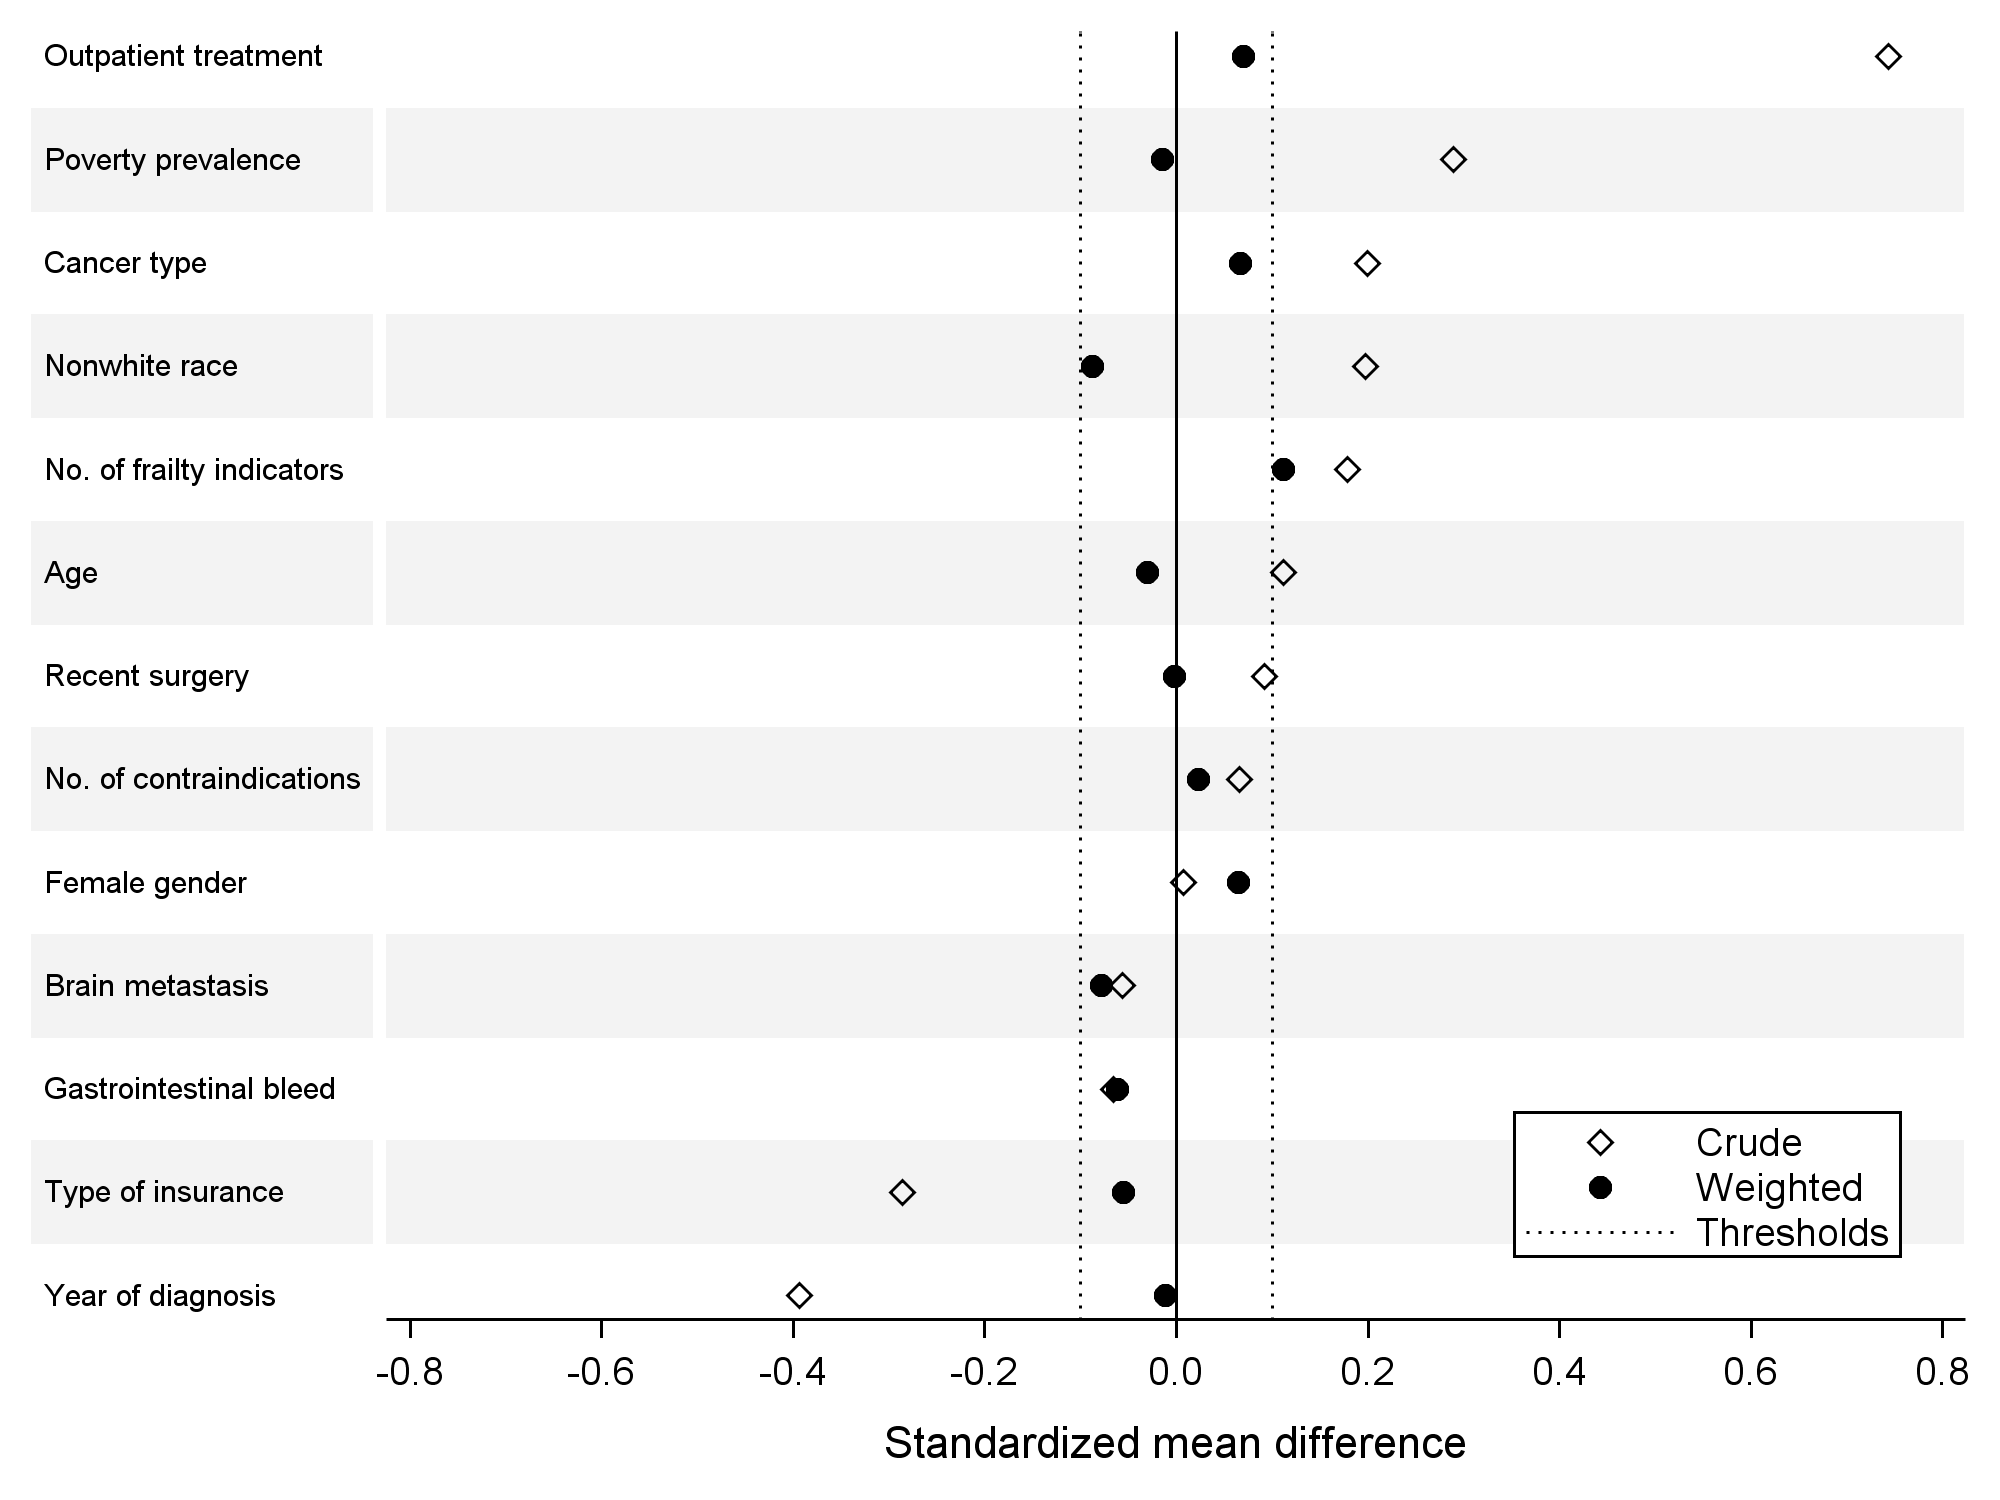 Outpatient treatment
Poverty prevalence
Cancer type
Nonwhite race
No. of frailty indicators
Age
Recent surgery
No. of contraindications
Female gender
Brain metastasis
Gastrointestinal bleed
Type of insurance
Year of diagnosis
Crude
Weighted
Thresholds
-0.8 -0.6 -0.4 -0.2 0.0 0.2 0.4 0.6 0.8
Standardized mean difference